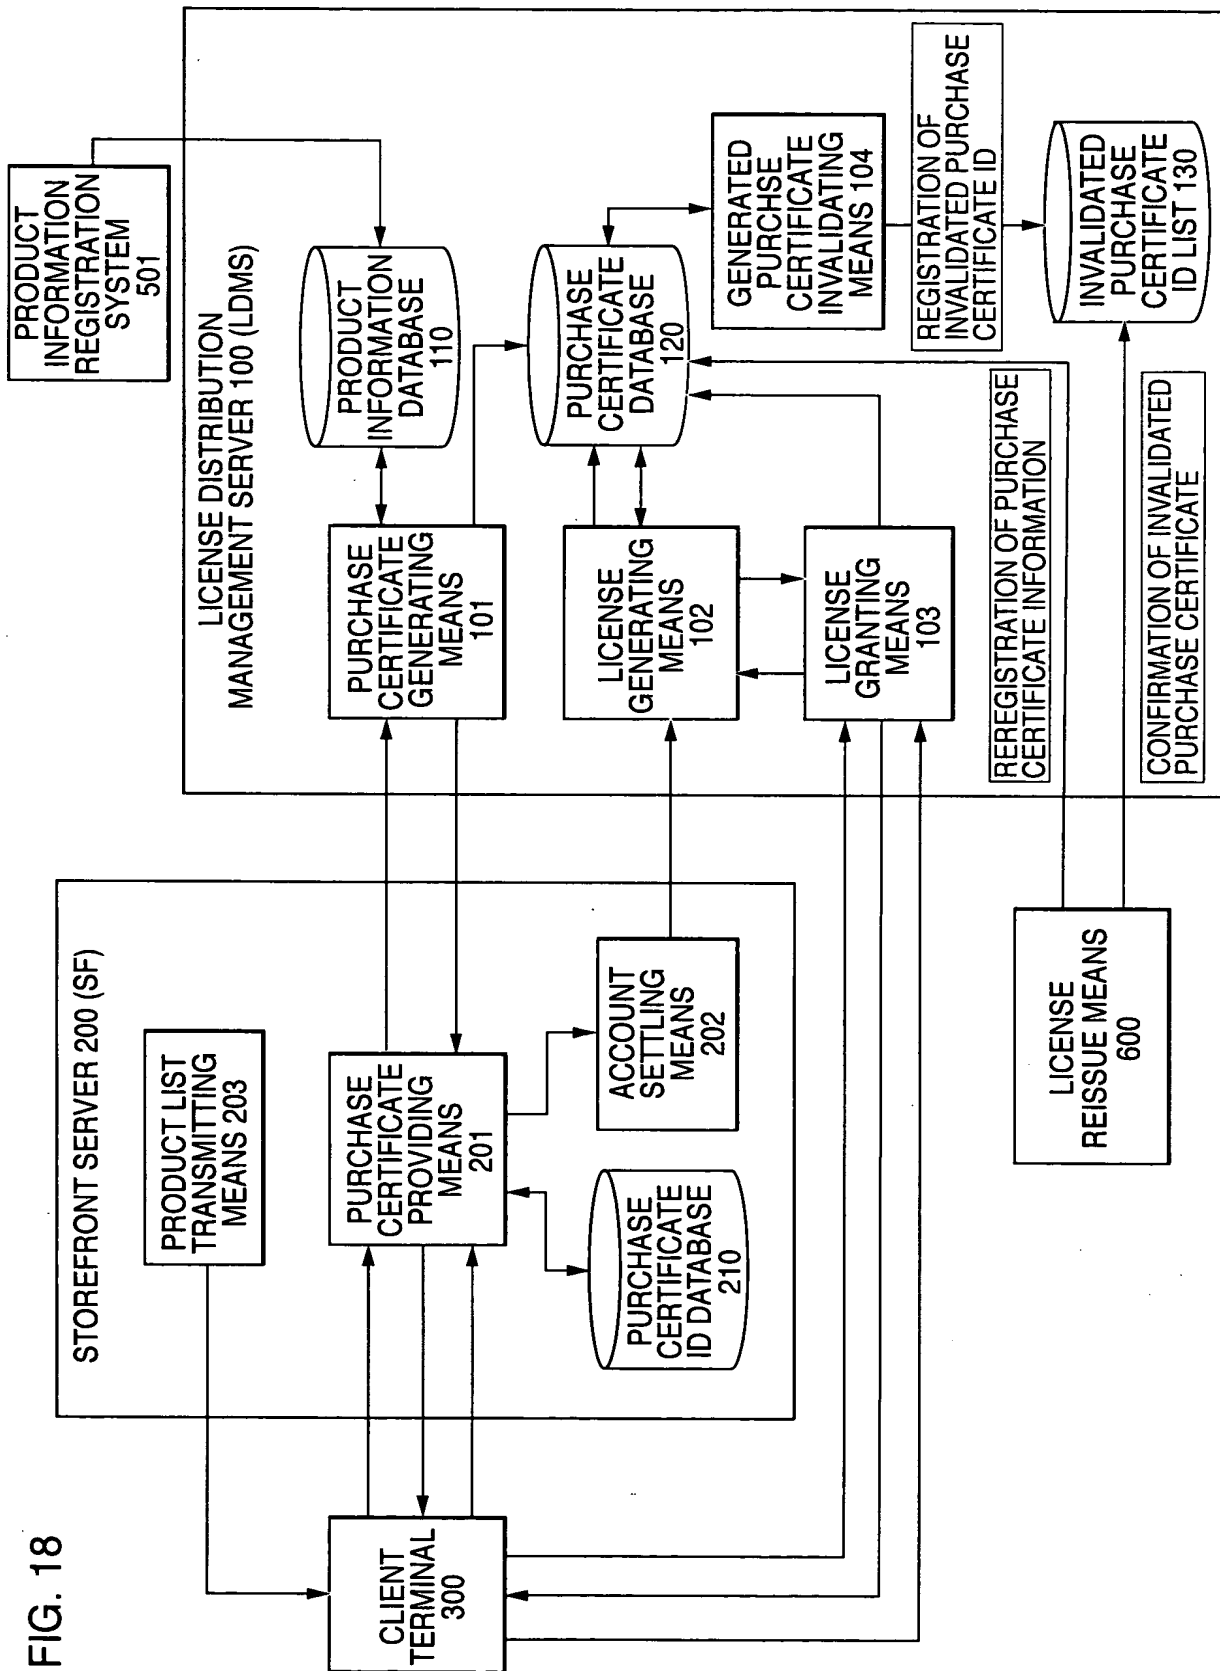 FIG. 18
PRODUCT
INFORMATION
REGISTRATION
SYSTEM
501
STOREFRONT SERVER 200 (SF)
PRODUCT LIST
TRANSMITTING
MEANS 203
CLIENT
TERMINAL
300
PURCHASE
CERTIFICATE
PROVIDING
MEANS
201
PURCHASE
CERTIFICATE
ID DATABASE
210
ACCOUNT
SETTLING
MEANS
202
LICENSE DISTRIBUTION
MANAGEMENT SERVER 100 (LDMS)
PURCHASE
CERTIFICATE
GENERATING
MEANS
101
PRODUCT
INFORMATION
DATABASE
110
LICENSE
GENERATING
MEANS
102
PURCHASE
CERTIFICATE
DATABASE
120
GENERATED
PURCHSE
CERTIFICATE
INVALIDATING
MEANS 104
LICENSE
GRANTING
MEANS
103
REGISTRATION OF
INVALIDATED PURCHASE
CERTIFICATE ID
REREGISTRATION OF PURCHASE
CERTIFICATE INFORMATION
INVALIDATED
PURCHASE
CERTIFICATE
ID LIST 130
CONFIRMATION OF INVALIDATED
PURCHASE CERTIFICATE
LICENSE
REISSUE MEANS
600